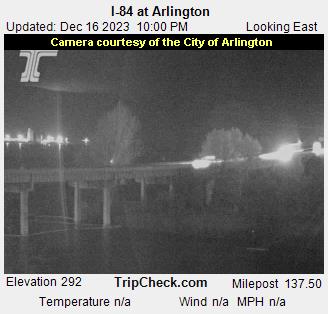 I-84 at Arlington
Updated: Dec 16 2023 10:00 PM Looking East
Camera courtesy of the City of Arlington
Elevation 292 TripCheck.com Milepost 137.50
Temperature n/a Wind n/a MPH n/a